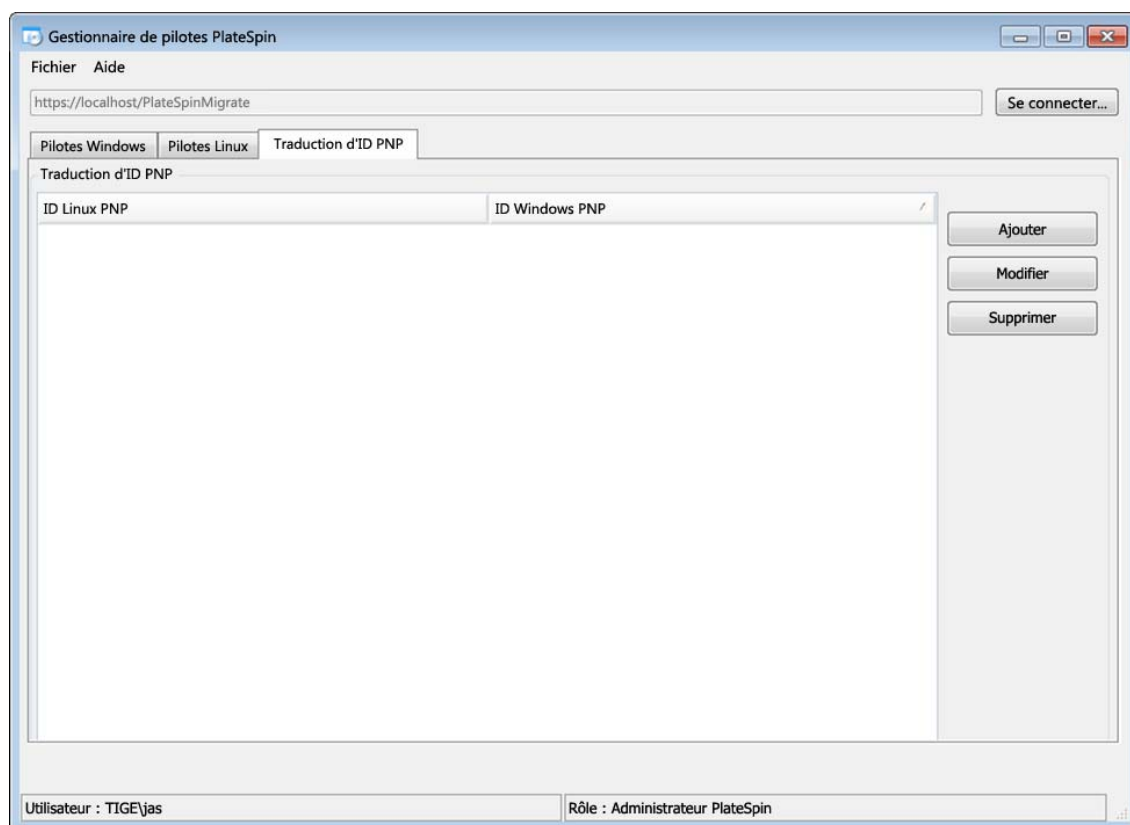 Gestionnaire de pilotes PlateSpin
Fichier Aide
https://localhost/PlateSpinMigrate
Se connecter...
Pilotes Windows Pilotes Linux Traduction d'ID PNP
Traduction d'ID PNP
ID Linux PNP ID Windows PNP
Ajouter
Modifier
Supprimer
Utilisateur : TIGE\jas Rôle : Administrateur PlateSpin